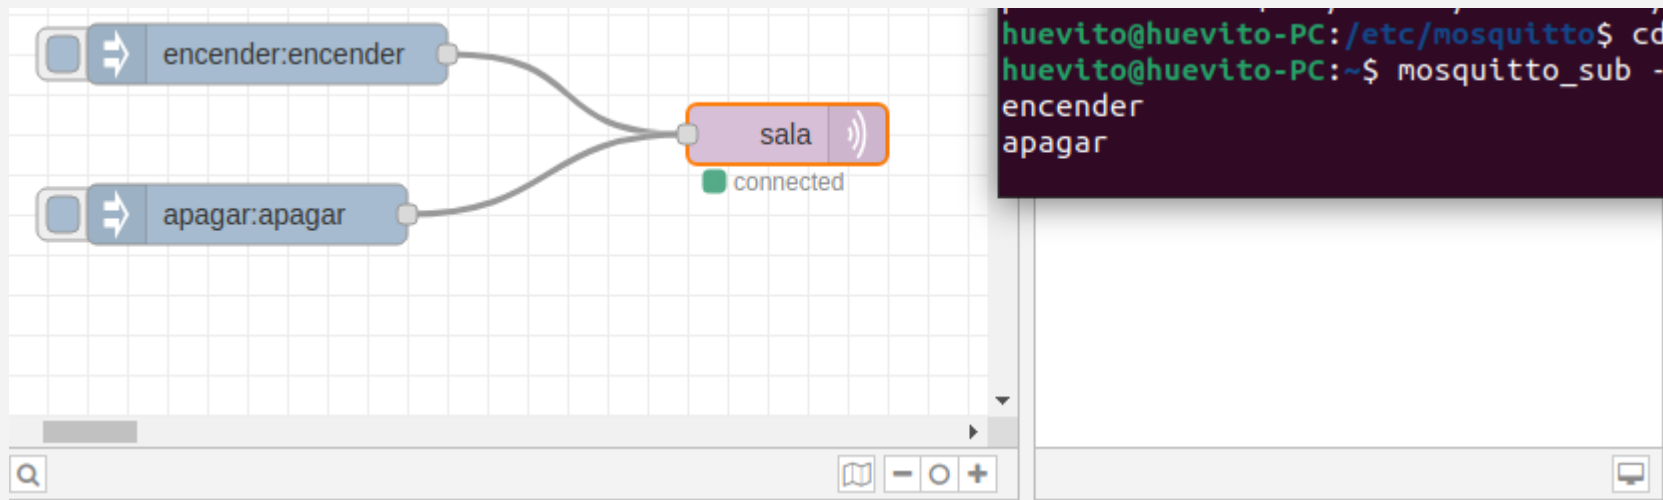 encender:encender
sala
connected
apagar:apagar
huevito@huevito-PC:/etc/mosquitto$ cd
huevito@huevito-PC:~$ mosquitto_sub -
encender
apagar